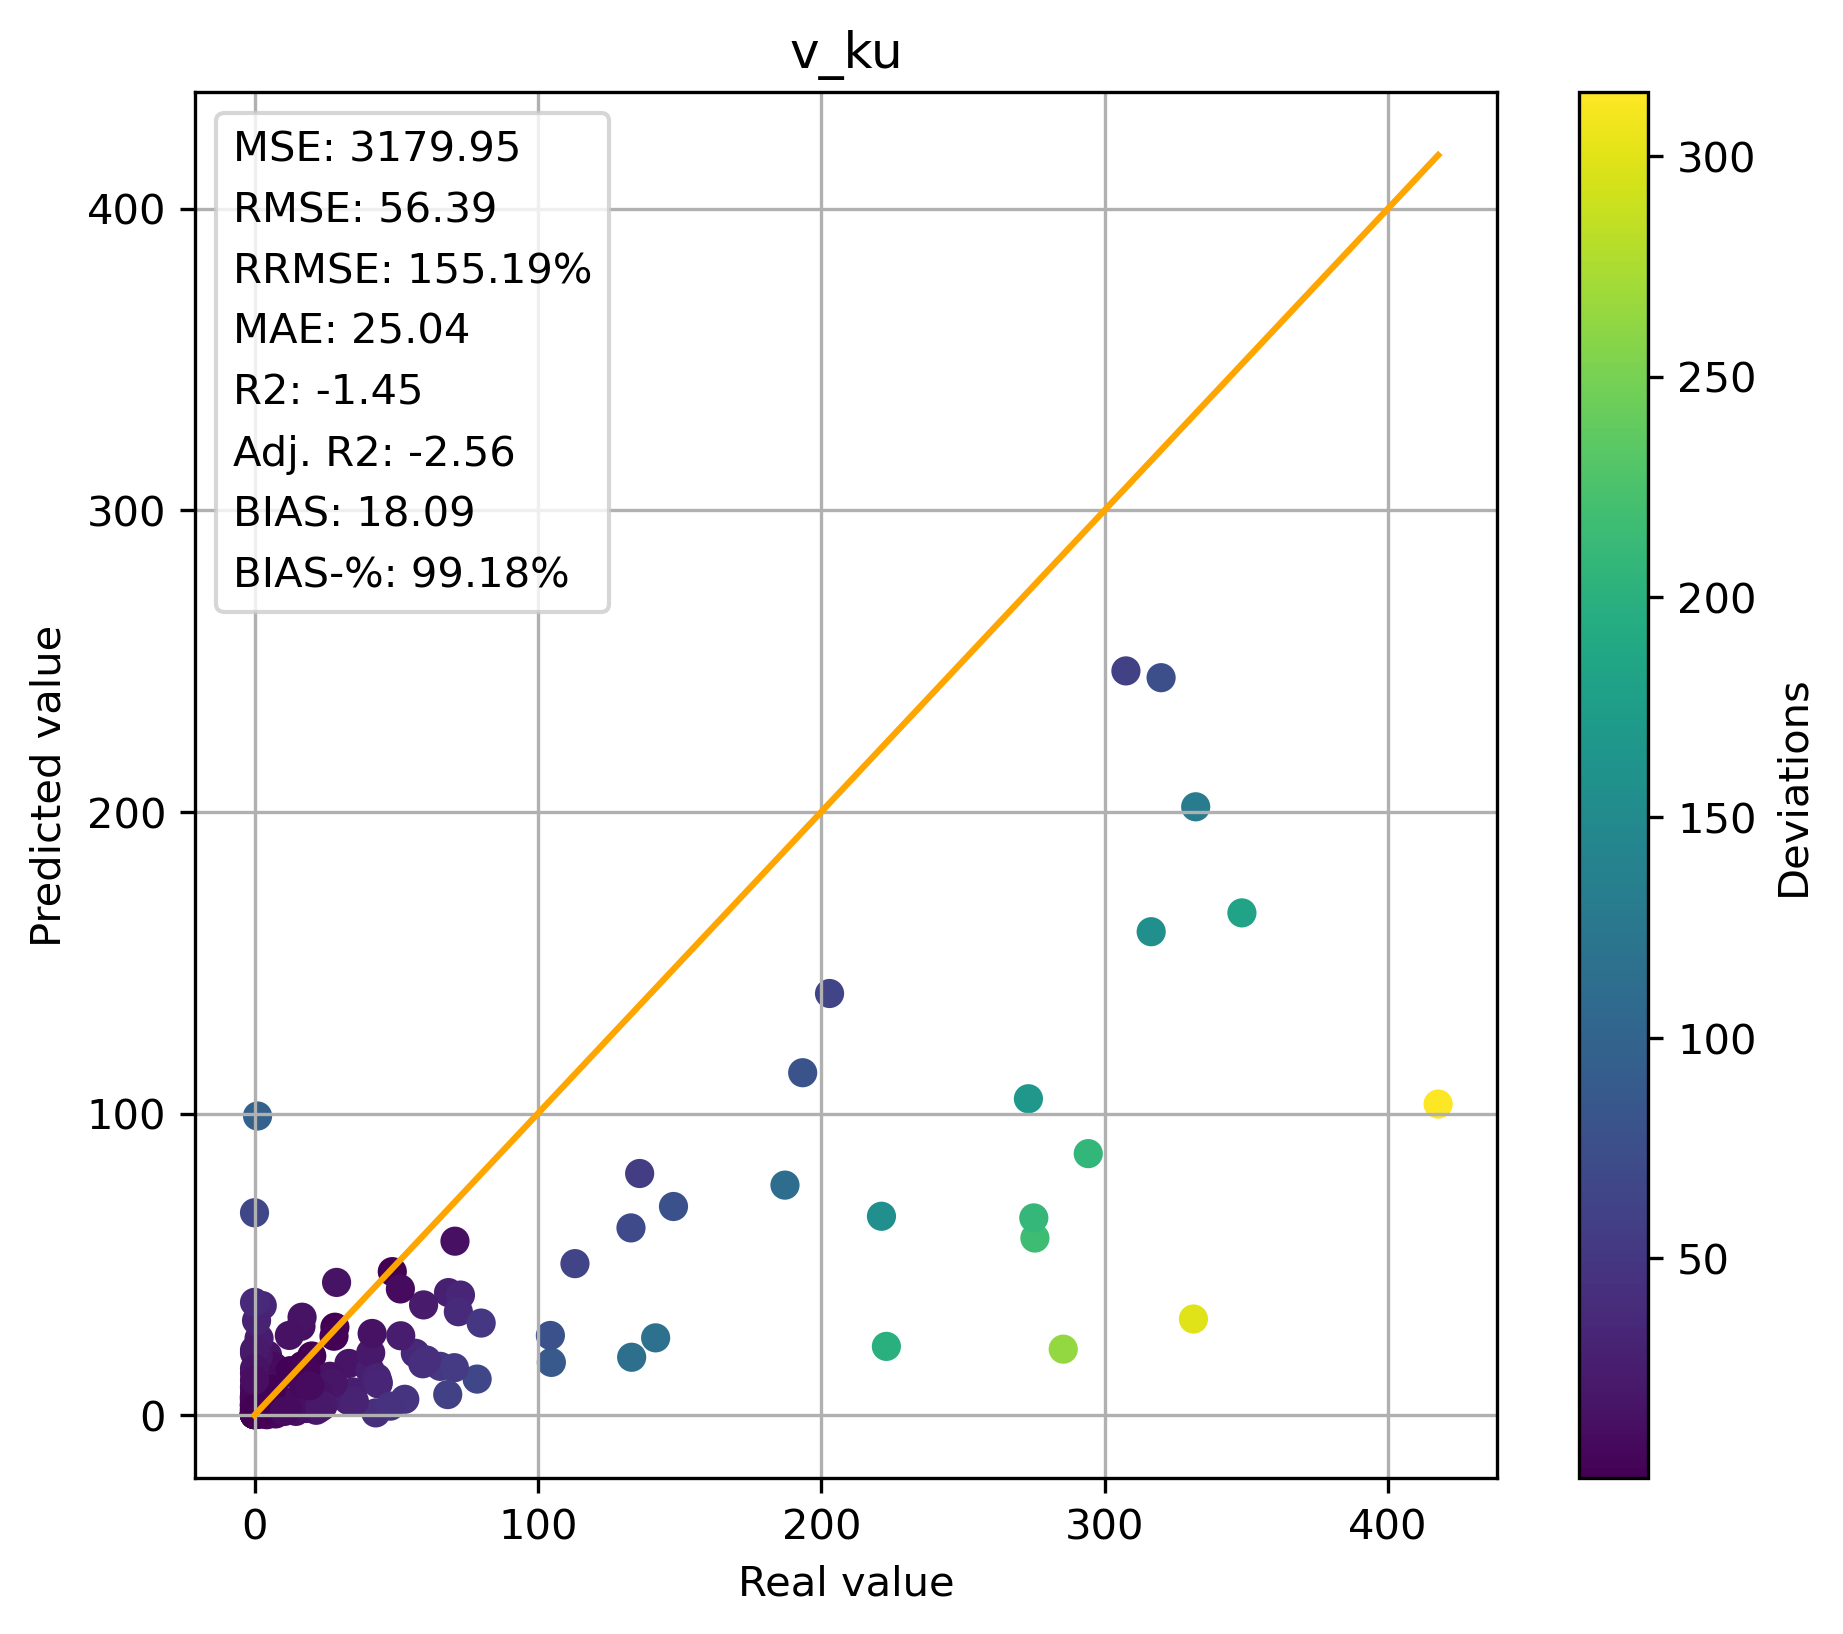 v_ku
MSE: 3179.95
RMSE: 56.39
RRMSE: 155.19%
MAE: 25.04
R2: -1.45
Adj. R2: -2.56
BIAS: 18.09
BIAS-%: 99.18%
400
300
200
100
0
Predicted value
0
100
200
300
400
Real value
300
250
200
150
100
50
Deviations